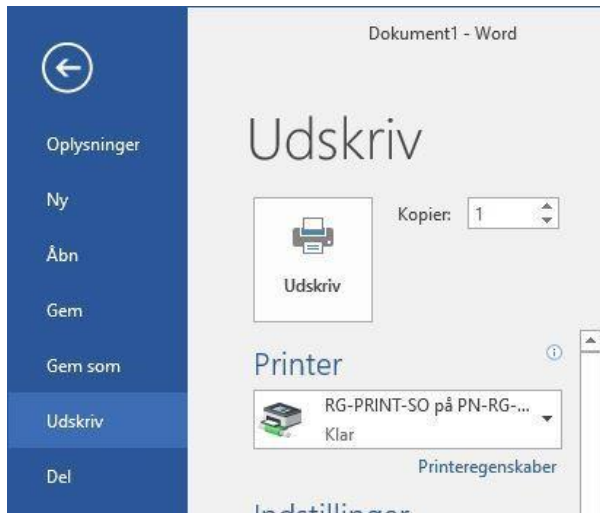 Dokument1 - Word
Oplysninger
Ny
Åbn
Gem
Gem som
Udskriv
Del
Udskriv
Udskriv
Kopier: 1
Printer
RG-PRINT-SO på PN-RG-...
Klar
Printeregenskaber
Indstillinger